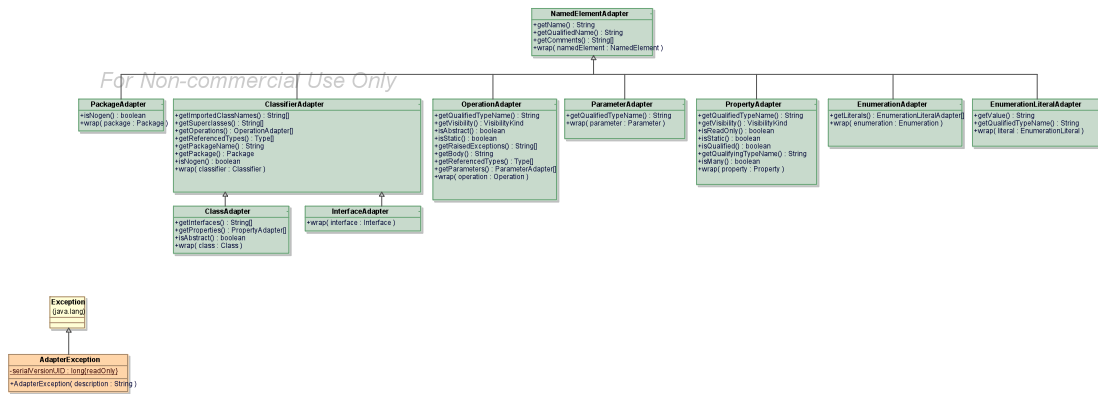 NamedElementAdapter
+getName() : String
+getQualifiedName() : String
+getComments() : String[]
+wrap( namedElement : NamedElement )
For Non-commercial Use Only
PackageAdapter
+isNogen() : boolean
+wrap( package : Package )
ClassifierAdapter
+getImportedClassNames() : String[]
+getSuperclasses() : String[]
+getOperations() : OperationAdapter[]
+getReferencedTypes() : Type[]
+getPackageName() : String
+getPackage() : Package
+isNogen() : boolean
+wrap( classifier : Classifier )
OperationAdapter
+getQualifiedTypeName() : String
+getVisibility() : VisibilityKind
+isAbstract() : boolean
+isStatic() : boolean
+getRaisedExceptions() : String[]
+getBody() : String
+getReferencedTypes() : Type[]
+getParameters() : ParameterAdapter[]
+wrap( operation : Operation )
ParameterAdapter
+getQualifiedTypeName() : String
+wrap( parameter : Parameter )
PropertyAdapter
+getQualifiedTypeName() : String
+getVisibility() : VisibilityKind
+isReadOnly() : boolean
+isStatic() : boolean
+isQualified() : boolean
+getQualifyingTypeName() : String
+isMany() : boolean
+wrap( property : Property )
EnumerationAdapter
+getLiterals() : EnumerationLiteralAdapter[]
+wrap( enumeration : Enumeration )
EnumerationLiteralAdapter
+getValue() : String
+getQualifiedTypeName() : String
+wrap( literal : EnumerationLiteral )
ClassAdapter
+getInterfaces() : String[]
+getProperties() : PropertyAdapter[]
+isAbstract() : boolean
+wrap( class : Class )
InterfaceAdapter
+wrap( interface : Interface )
Exception
(java.lang)
AdapterException
-serialVersionUID : long{readOnly}
+AdapterException( description : String )